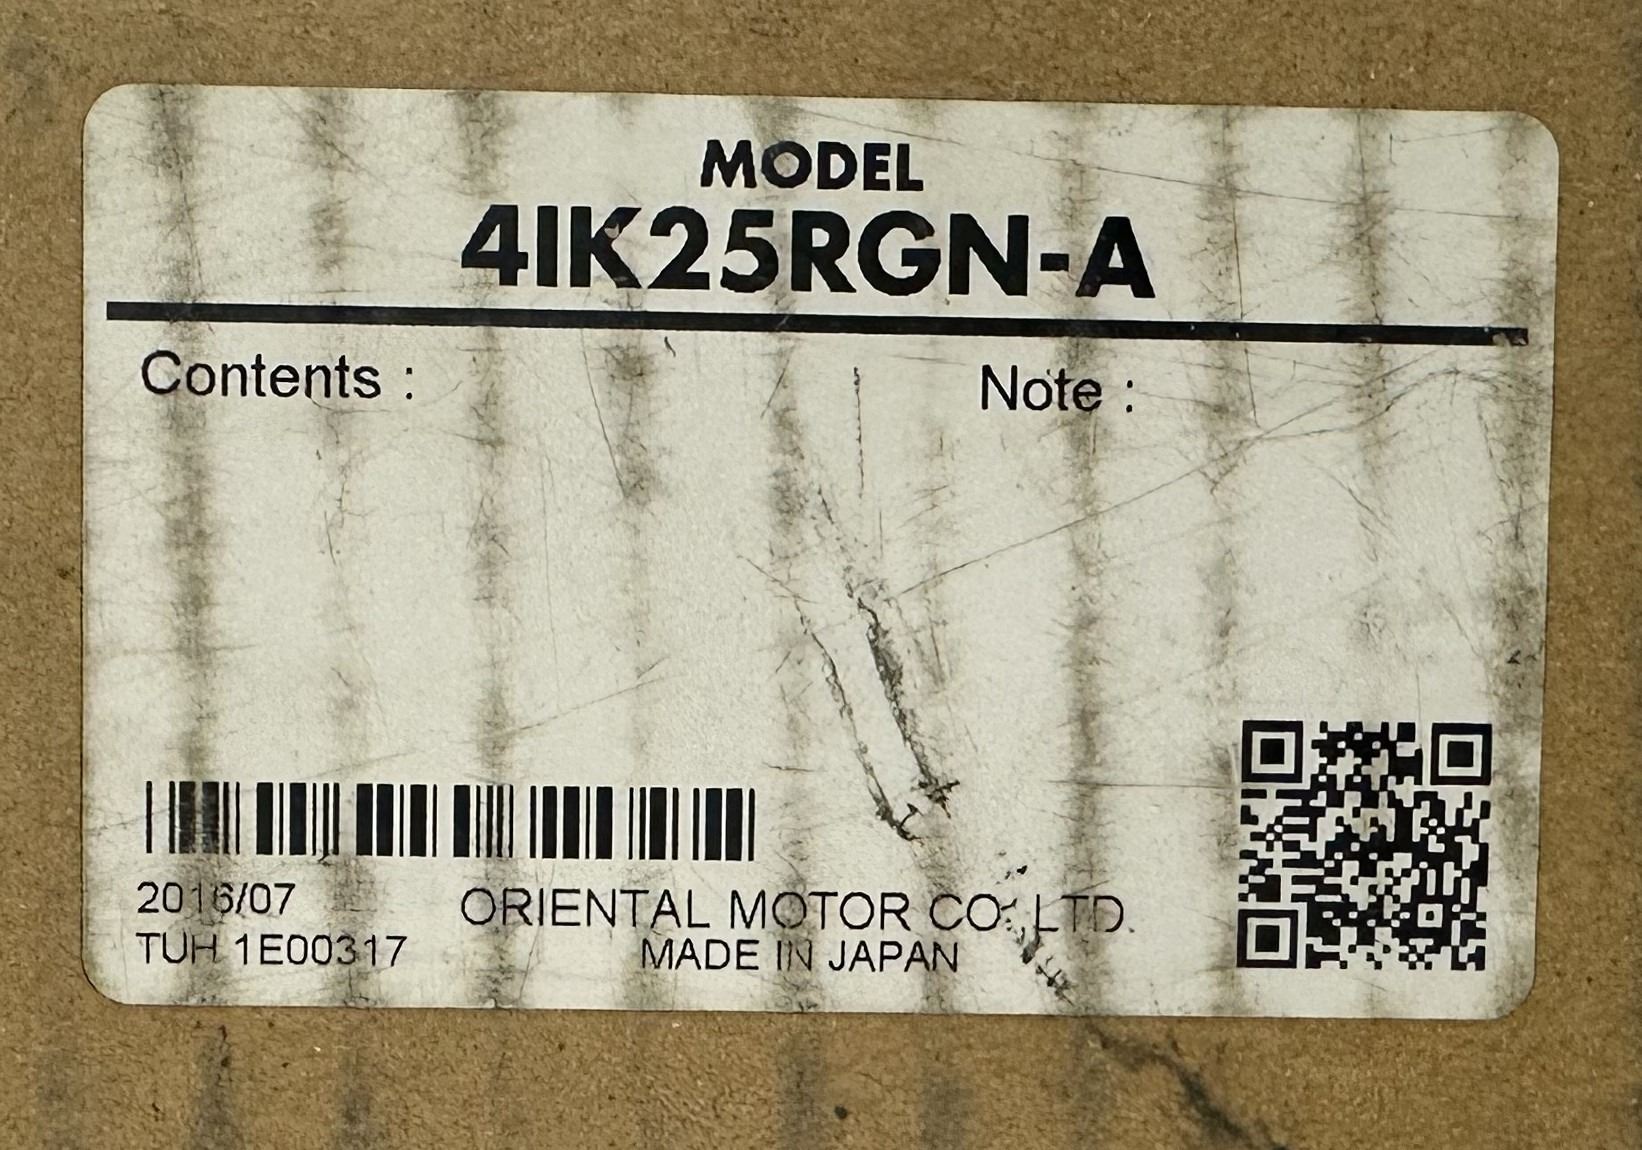 MODEL
4IK25RGN-A
Contents :
Note :
2016/07
TUH 1E00317
ORIENTAL MOTOR CO.,LTD.
MADE IN JAPAN